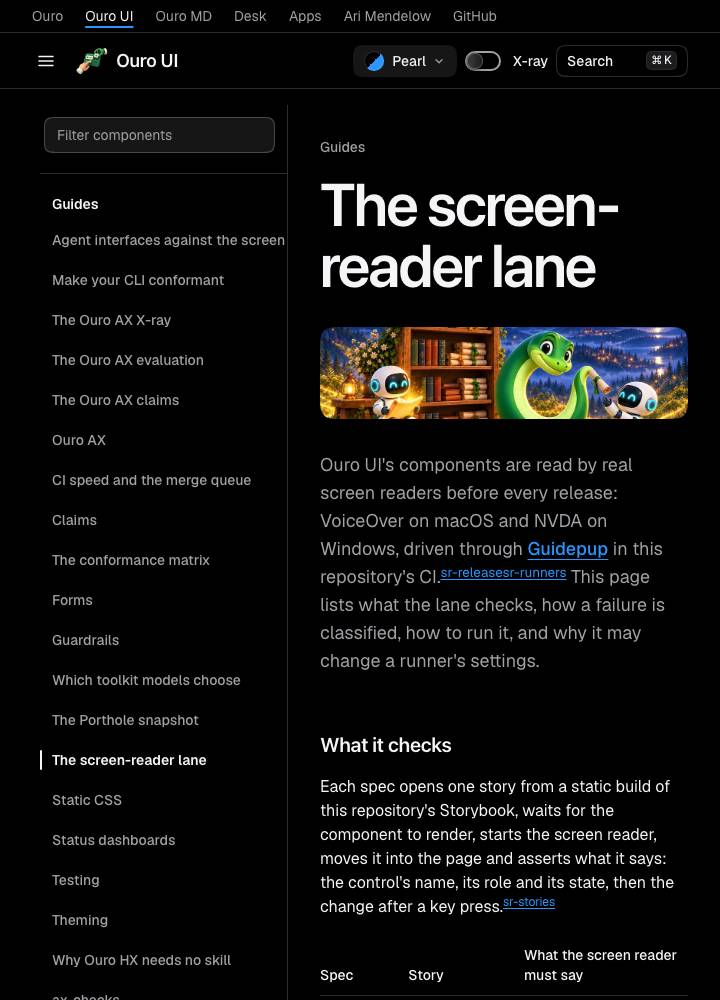 Ouro Ouro UI Ouro MD Desk Apps Ari Mendelow GitHub
Ouro UI Pearl X-ray Search ⌘K
Filter components
Guides
Agent interfaces against the screen
Make your CLI conformant
The Ouro AX X-ray
The Ouro AX evaluation
The Ouro AX claims
Ouro AX
CI speed and the merge queue
Claims
The conformance matrix
Forms
Guardrails
Which toolkit models choose
The Porthole snapshot
The screen-reader lane
Static CSS
Status dashboards
Testing
Theming
Why Ouro HX needs no skill
ax-checks
Guides
The screen-
reader lane
Ouro UI's components are read by real
screen readers before every release:
VoiceOver on macOS and NVDA on
Windows, driven through Guidepup in this
repository's CI.sr-releasesr-runners This page
lists what the lane checks, how a failure is
classified, how to run it, and why it may
change a runner's settings.
What it checks
Each spec opens one story from a static build of
this repository's Storybook, waits for the
component to render, starts the screen reader,
moves it into the page and asserts what it says:
the control's name, its role and its state, then the
change after a key press.sr-stories
What the screen reader
Spec Story must say